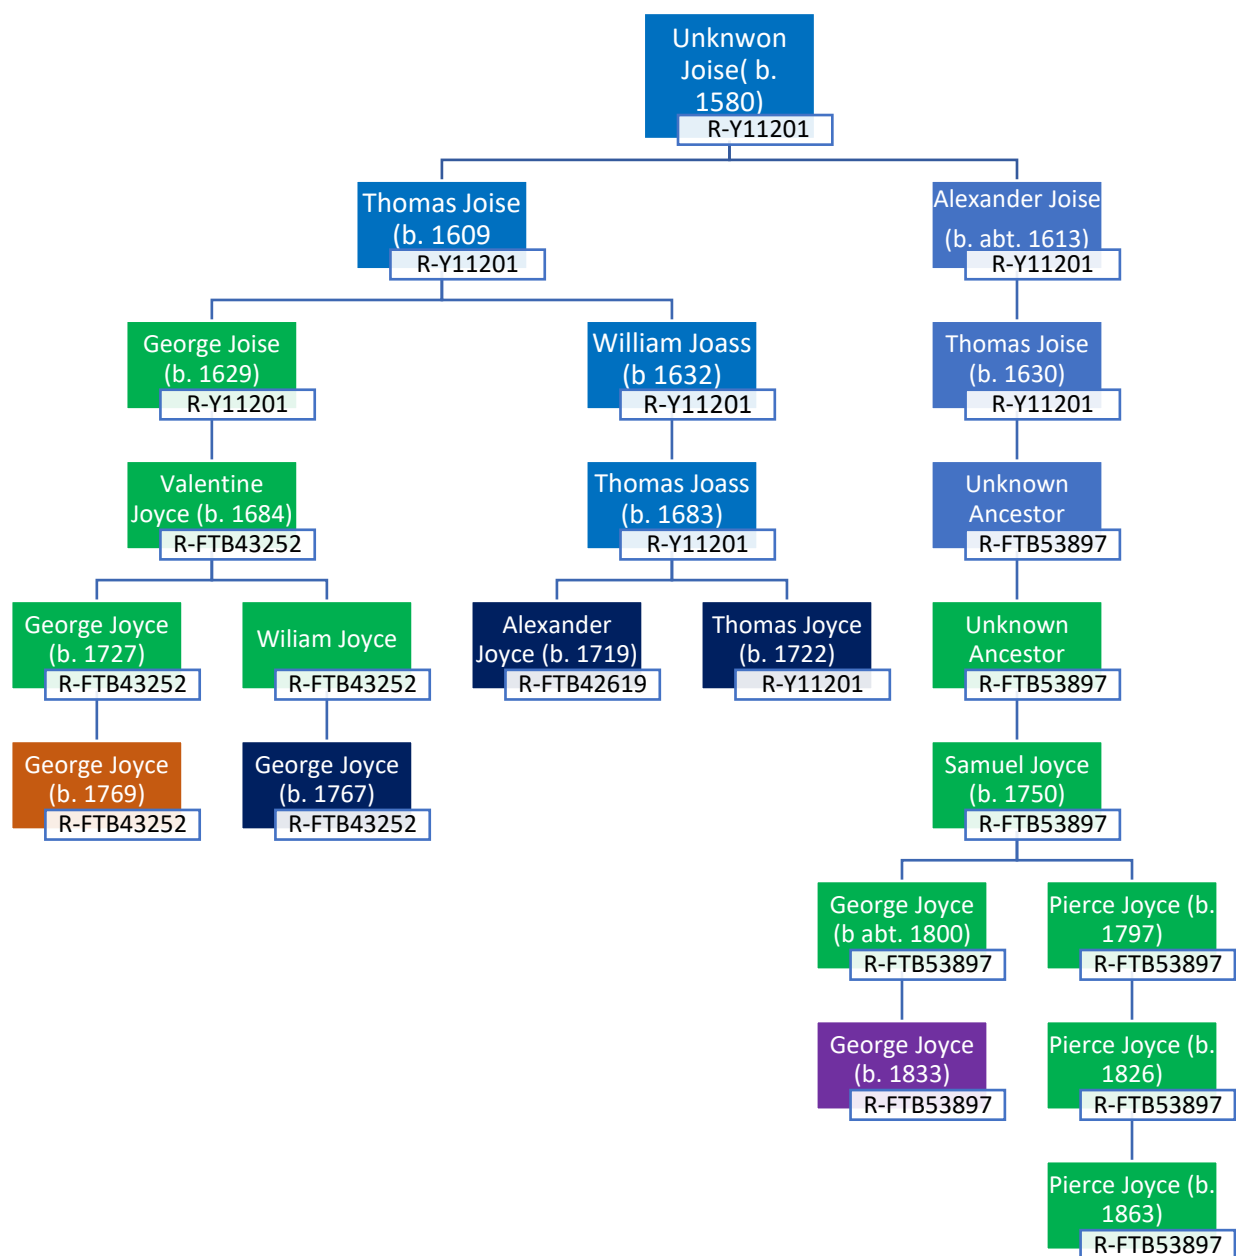 Unknwon
Joise( b.
1580)
R-Y11201
Thomas Joise
(b. 1609
R-Y11201
Alexander Joise
(b. abt. 1613)
R-Y11201
George Joise
(b. 1629)
R-Y11201
William Joass
(b 1632)
R-Y11201
Thomas Joise
(b. 1630)
R-Y11201
Valentine
Joyce (b. 1684)
R-FTB43252
Thomas Joass
(b. 1683)
R-Y11201
Unknown
Ancestor
R-FTB53897
George Joyce
(b. 1727)
R-FTB43252
Wiliam Joyce
R-FTB43252
Alexander
Joyce (b. 1719)
R-FTB42619
Thomas Joyce
(b. 1722)
R-Y11201
Unknown
Ancestor
R-FTB53897
George Joyce
(b. 1769)
R-FTB43252
George Joyce
(b. 1767)
R-FTB43252
Samuel Joyce
(b. 1750)
R-FTB53897
George Joyce
(b abt. 1800)
R-FTB53897
Pierce Joyce (b.
1797)
R-FTB53897
George Joyce
(b. 1833)
R-FTB53897
Pierce Joyce (b.
1826)
R-FTB53897
Pierce Joyce (b.
1863)
R-FTB53897